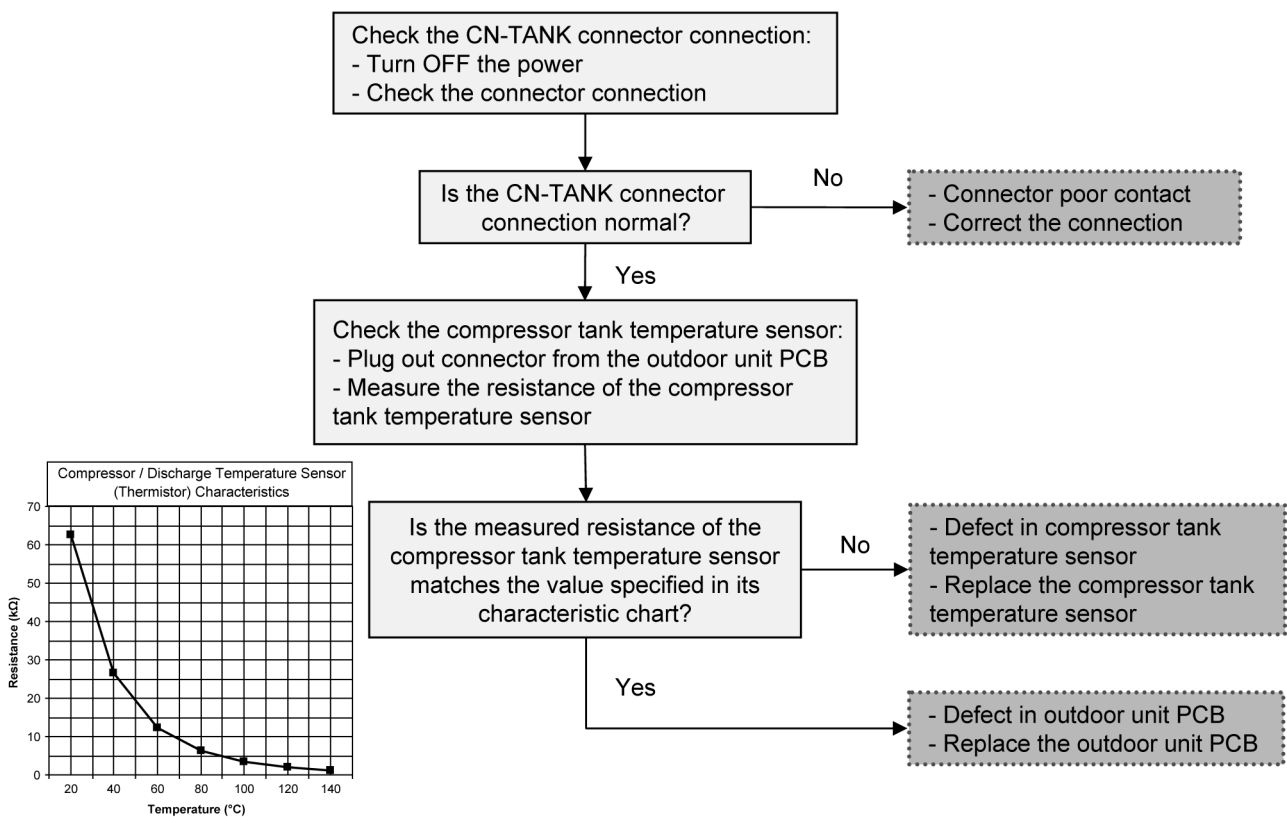 Check the CN-TANK connector connection:
- Turn OFF the power
- Check the connector connection
Is the CN-TANK connector
connection normal?
No
- Connector poor contact
- Correct the connection
Yes
Check the compressor tank temperature sensor:
- Plug out connector from the outdoor unit PCB
- Measure the resistance of the compressor
tank temperature sensor
Is the measured resistance of the
compressor tank temperature sensor
matches the value specified in its
characteristic chart?
No
- Defect in compressor tank
temperature sensor
- Replace the compressor tank
temperature sensor
Yes
- Defect in outdoor unit PCB
- Replace the outdoor unit PCB
Compressor / Discharge Temperature Sensor
(Thermistor) Characteristics
70
60
50
40
30
20
10
0
Resistance (kΩ)
20 40 60 80 100 120 140
Temperature (°C)